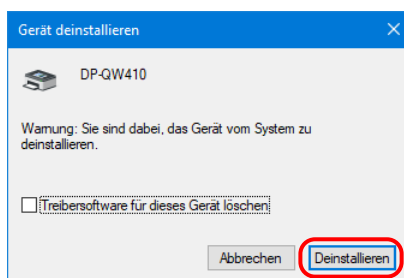 Gerät deinstallieren
DP-QW410
Warnung: Sie sind dabei, das Gerät vom System zu
deinstallieren.
Treibersoftware für dieses Gerät löschen
Abbrechen Deinstallieren